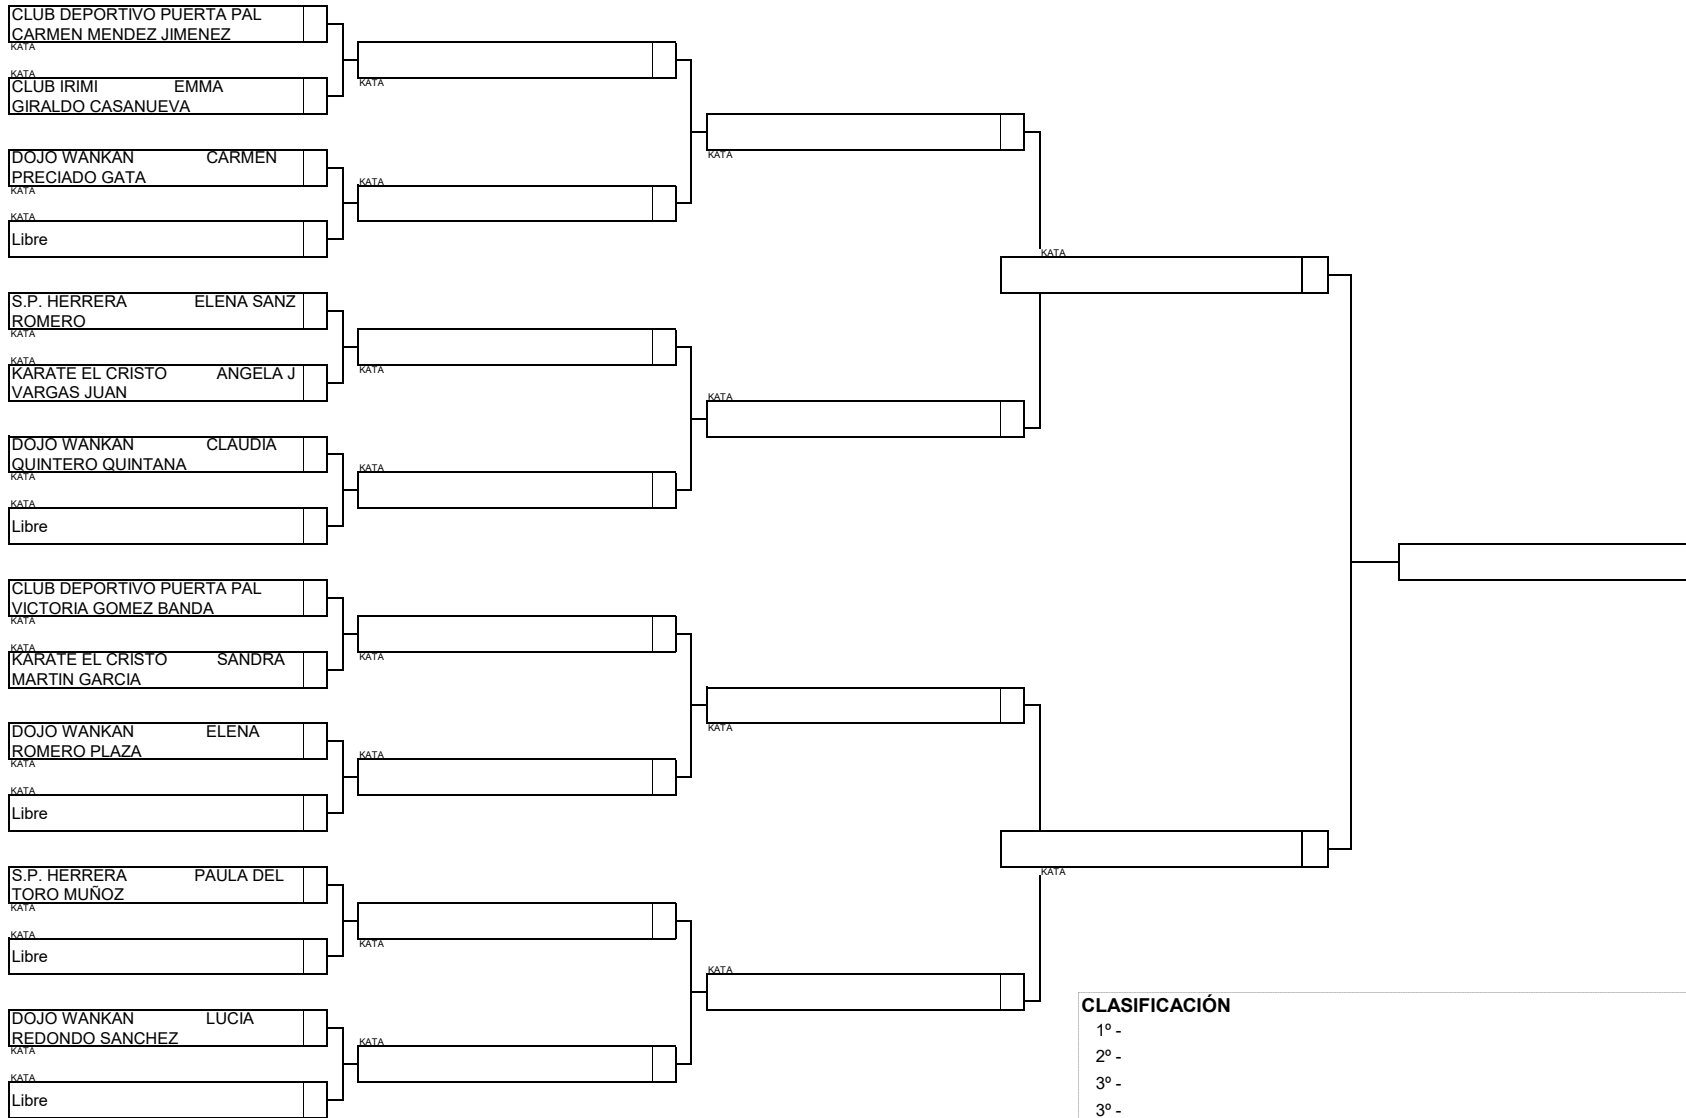 CLUB DEPORTIVO PUERTA PAL
CARMEN MENDEZ JIMENEZ
KATA
KATA
KATA
CLUB IRIMI EMMA
GIRALDO CASANUEVA
KATA
DOJO WANKAN CARMEN
PRECIADO GATA
KATA
KATA
KATA
Libre
KATA
S.P. HERRERA ELENA SANZ
ROMERO
KATA
KATA
KATA
KARATE EL CRISTO ANGELA J
VARGAS JUAN
KATA
DOJO WANKAN CLAUDIA
QUINTERO QUINTANA
KATA
KATA
KATA
Libre
CLUB DEPORTIVO PUERTA PAL
VICTORIA GOMEZ BANDA
KATA
KATA
KATA
KARATE EL CRISTO SANDRA
MARTIN GARCIA
KATA
DOJO WANKAN ELENA
ROMERO PLAZA
KATA
KATA
KATA
Libre
S.P. HERRERA PAULA DEL
TORO MUÑOZ
KATA
KATA
KATA
KATA
Libre
KATA
DOJO WANKAN LUCIA
REDONDO SANCHEZ
KATA
KATA
KATA
Libre
CLASIFICACIÓN
1º -
2º -
3º -
3º -